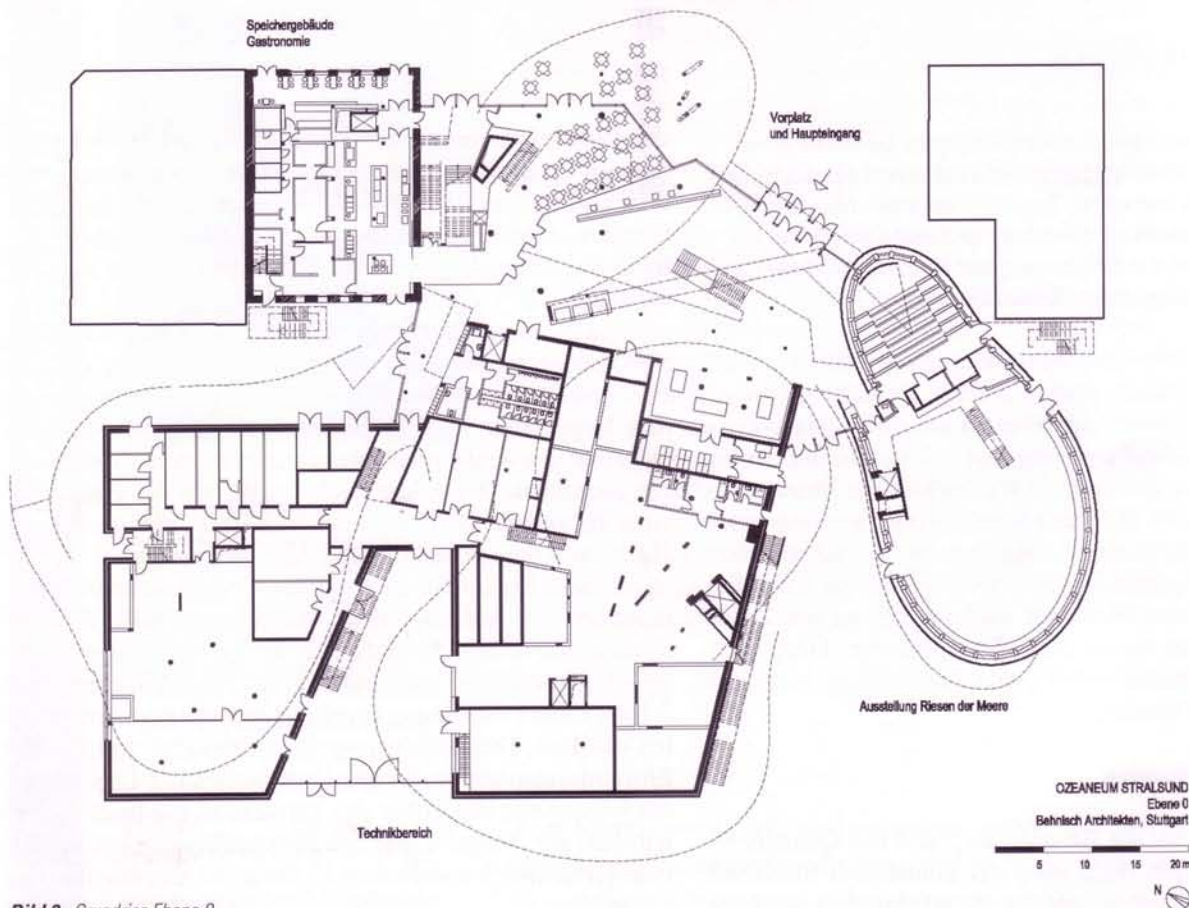 Speichergebäude
Gastronomie
Vorplatz
und Haupteingang
Ausstellung Riesen der Meere
Technikbereich
OZEANEUM STRALSUND
Ebene 0
Behnisch Architekten, Stuttgart
5 10 15 20 m
N
Bild 2 Grundriss Ebene 0